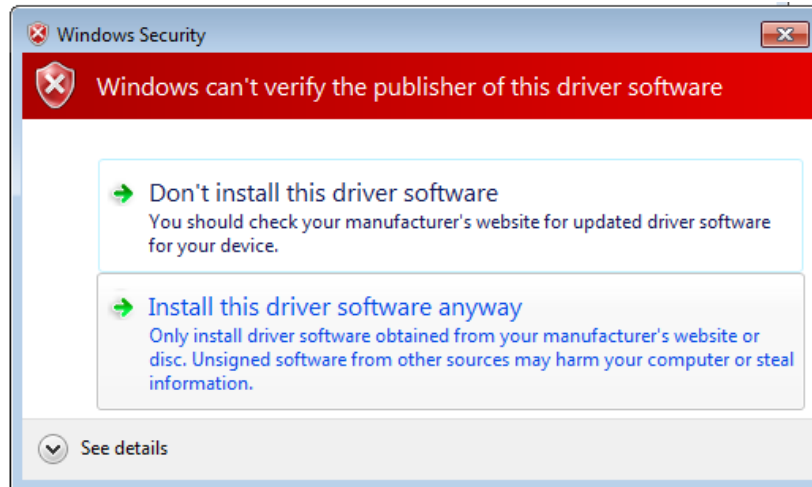 Windows Security
Windows can't verify the publisher of this driver software
Don't install this driver software
You should check your manufacturer's website for updated driver software
for your device.
Install this driver software anyway
Only install driver software obtained from your manufacturer's website or
disc. Unsigned software from other sources may harm your computer or steal
information.
See details